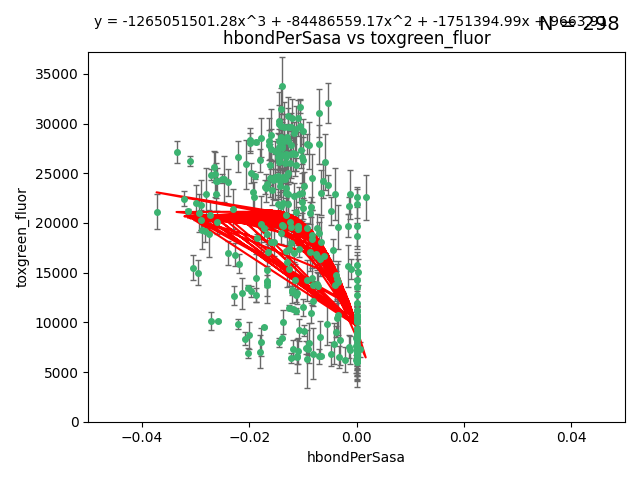 y = -1265051501.28x^3 + -84486559.17x^2 + -1751394.99x + 9663.91
N = 298
hbondPerSasa vs toxgreen_fluor
35000
30000
25000
20000
15000
10000
5000
0
toxgreen_fluor
−0.04
−0.02
0.00
0.02
0.04
hbondPerSasa